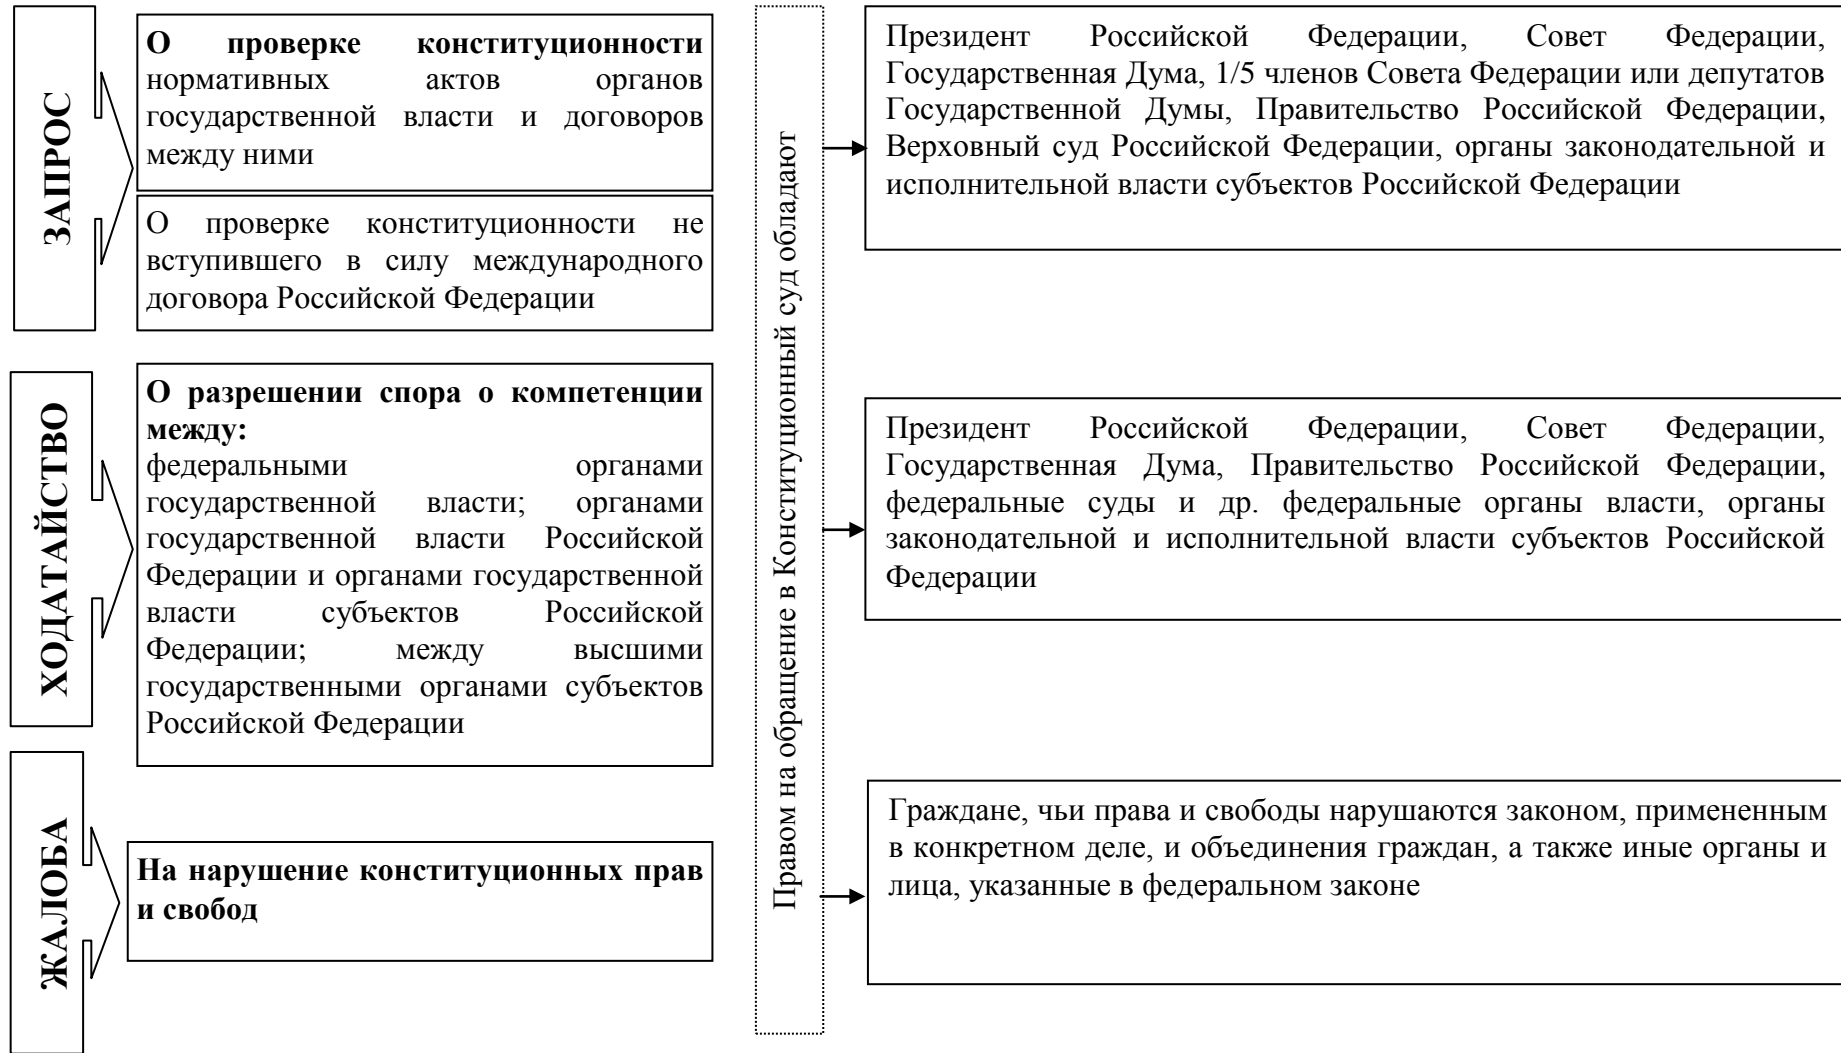 ЗАПРОС
О проверке конституционности
нормативных актов органов
государственной власти и договоров
между ними
О проверке конституционности не
вступившего в силу международного
договора Российской Федерации
ХОДАТАЙСТВО
О разрешении спора о компетенции
между:
федеральными органами
государственной власти; органами
государственной власти Российской
Федерации и органами государственной
власти субъектов Российской
Федерации; между высшими
государственными органами субъектов
Российской Федерации
ЖАЛОБА
На нарушение конституционных прав
и свобод
Правом на обращение в Конституционный суд обладают
Президент Российской Федерации, Совет Федерации,
Государственная Дума, 1/5 членов Совета Федерации или депутатов
Государственной Думы, Правительство Российской Федерации,
Верховный суд Российской Федерации, органы законодательной и
исполнительной власти субъектов Российской Федерации
Президент Российской Федерации, Совет Федерации,
Государственная Дума, Правительство Российской Федерации,
федеральные суды и др. федеральные органы власти, органы
законодательной и исполнительной власти субъектов Российской
Федерации
Граждане, чьи права и свободы нарушаются законом, примененным
в конкретном деле, и объединения граждан, а также иные органы и
лица, указанные в федеральном законе